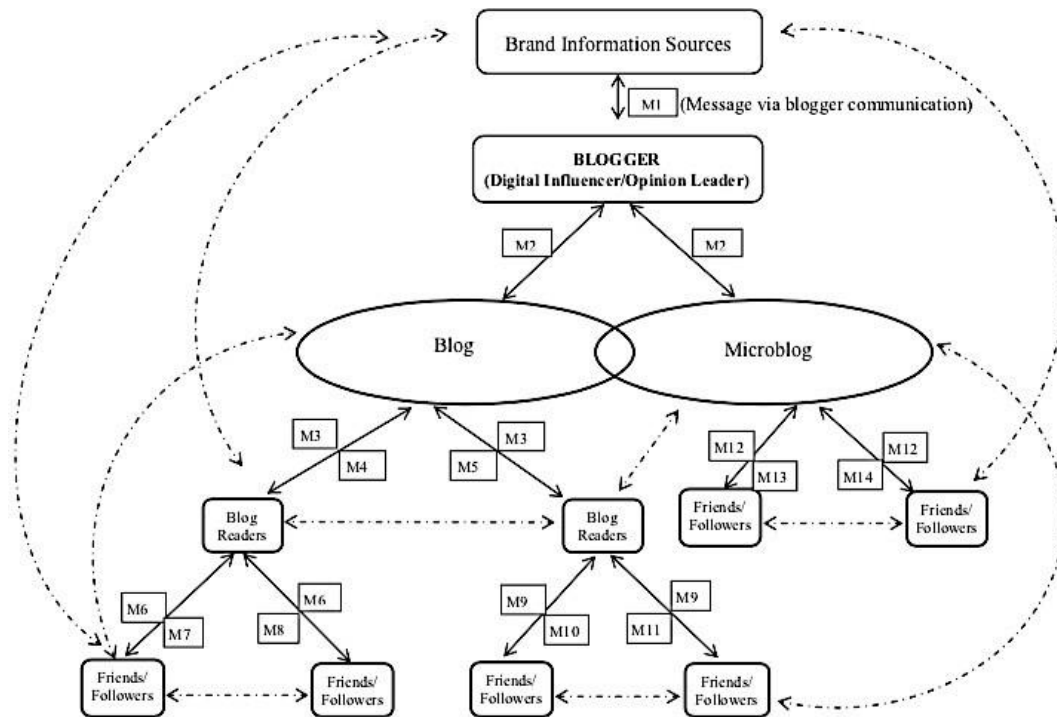 Brand Information Sources
M1 (Message via blogger communication)
BLOGGER
(Digital Influencer/Opinion Leader)
M2
M2
Blog
Microblog
M3
M3
M4
M5
M12
M12
M13
M14
Blog
Readers
Blog
Readers
Friends/
Followers
Friends/
Followers
M6
M6
M7
M8
M9
M9
M10
M11
Friends/
Followers
Friends/
Followers
Friends/
Followers
Friends/
Followers